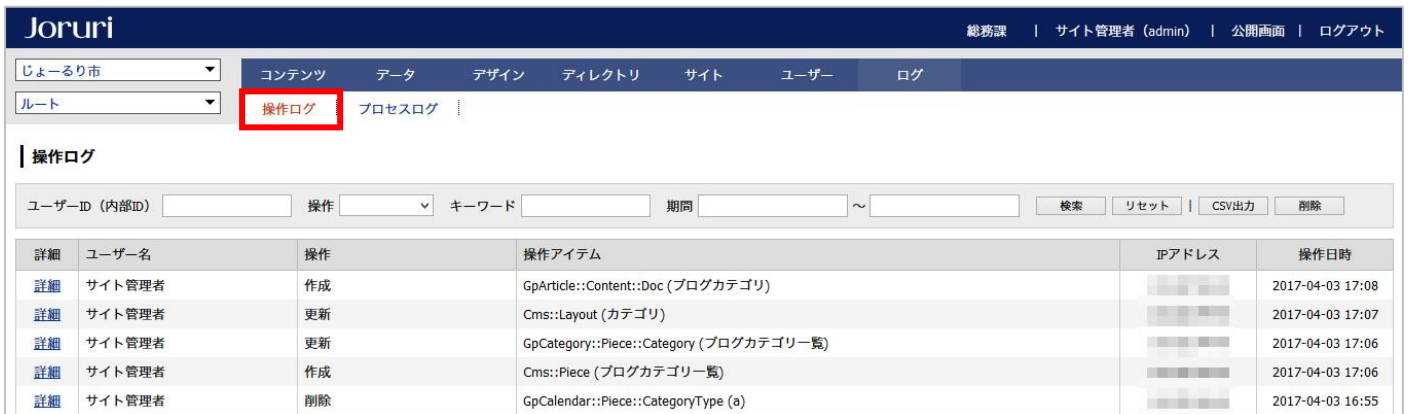 Joruri
総務課 | サイト管理者（admin） | 公開画面 | ログアウト
じょーるり市
コンテンツ データ デザイン ディレクトリ サイト ユーザー ログ
ルート
操作ログ プロセスログ
操作ログ
ユーザーID（内部ID） 操作 キーワード 期間 ～ 検索 リセット | CSV出力 削除
詳細 ユーザー名 操作 操作アイテム IPアドレス 操作日時
詳細 サイト管理者 作成 GpArticle::Content::Doc (ブログカテゴリ) 2017-04-03 17:08
詳細 サイト管理者 更新 Cms::Layout (カテゴリ) 2017-04-03 17:07
詳細 サイト管理者 更新 GpCategory::Piece::Category (ブログカテゴリ一覧) 2017-04-03 17:06
詳細 サイト管理者 作成 Cms::Piece (ブログカテゴリ一覧) 2017-04-03 17:06
詳細 サイト管理者 削除 GpCalendar::Piece::CategoryType (a) 2017-04-03 16:55